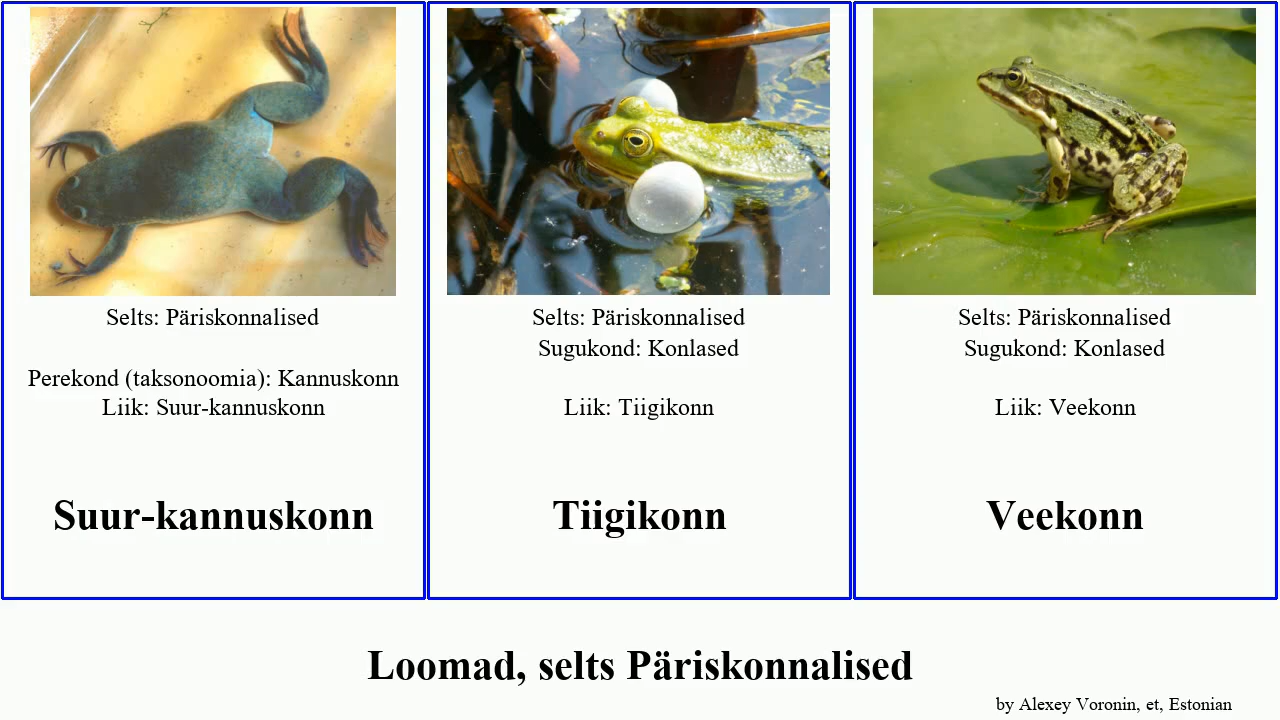 Selts: Päriskonnalised
Perekond (taksonoomia): Kannuskonn
Liik: Suur-kannuskonn
Suur-kannuskonn
Selts: Päriskonnalised
Sugukond: Konlased
Liik: Tiigikonn
Tiigikonn
Selts: Päriskonnalised
Sugukond: Konlased
Liik: Veekonn
Veekonn
Loomad, selts Päriskonnalised
by Alexey Voronin, et, Estonian